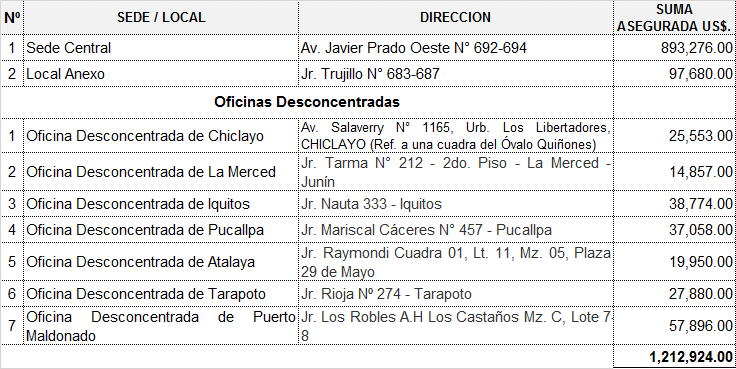 Nº SEDE / LOCAL DIRECCION SUMA
ASEGURADA US$.
1 Sede Central Av. Javier Prado Oeste N° 692-694 893,276.00
2 Local Anexo Jr. Trujillo N° 683-687 97,680.00
Oficinas Desconcentradas
1 Oficina Desconcentrada de Chiclayo Av. Salaverry N° 1165, Urb. Los Libertadores,
CHICLAYO (Ref. a una cuadra del Óvalo Quiñones) 25,553.00
2 Oficina Desconcentrada de La Merced Jr. Tarma N° 212 - 2do. Piso - La Merced -
Junín 14,857.00
3 Oficina Desconcentrada de Iquitos Jr. Nauta 333 - Iquitos 38,774.00
4 Oficina Desconcentrada de Pucallpa Jr. Mariscal Cáceres N° 457 - Pucallpa 37,058.00
5 Oficina Desconcentrada de Atalaya Jr. Raymondi Cuadra 01, Lt. 11, Mz. 05, Plaza
29 de Mayo 19,950.00
6 Oficina Desconcentrada de Tarapoto Jr. Rioja Nº 274 - Tarapoto 27,880.00
7 Oficina Desconcentrada de Puerto Jr. Los Robles A.H Los Castaños Mz. C, Lote 7-
Maldonado 8 57,896.00
1,212,924.00